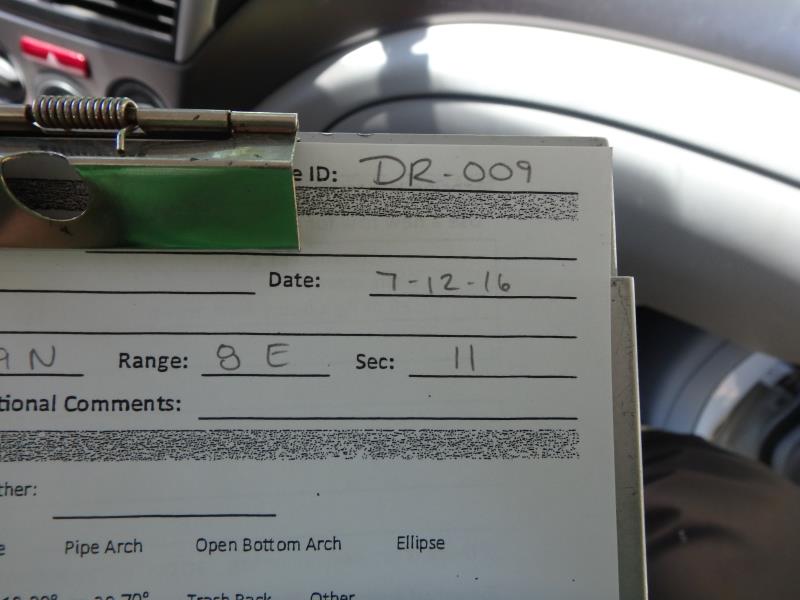 e ID: DR-009
Date: 7-12-16
9N Range: 8 E Sec: 11
tional Comments:
ther:
e Pipe Arch Open Bottom Arch Ellipse
Trash Rack Other